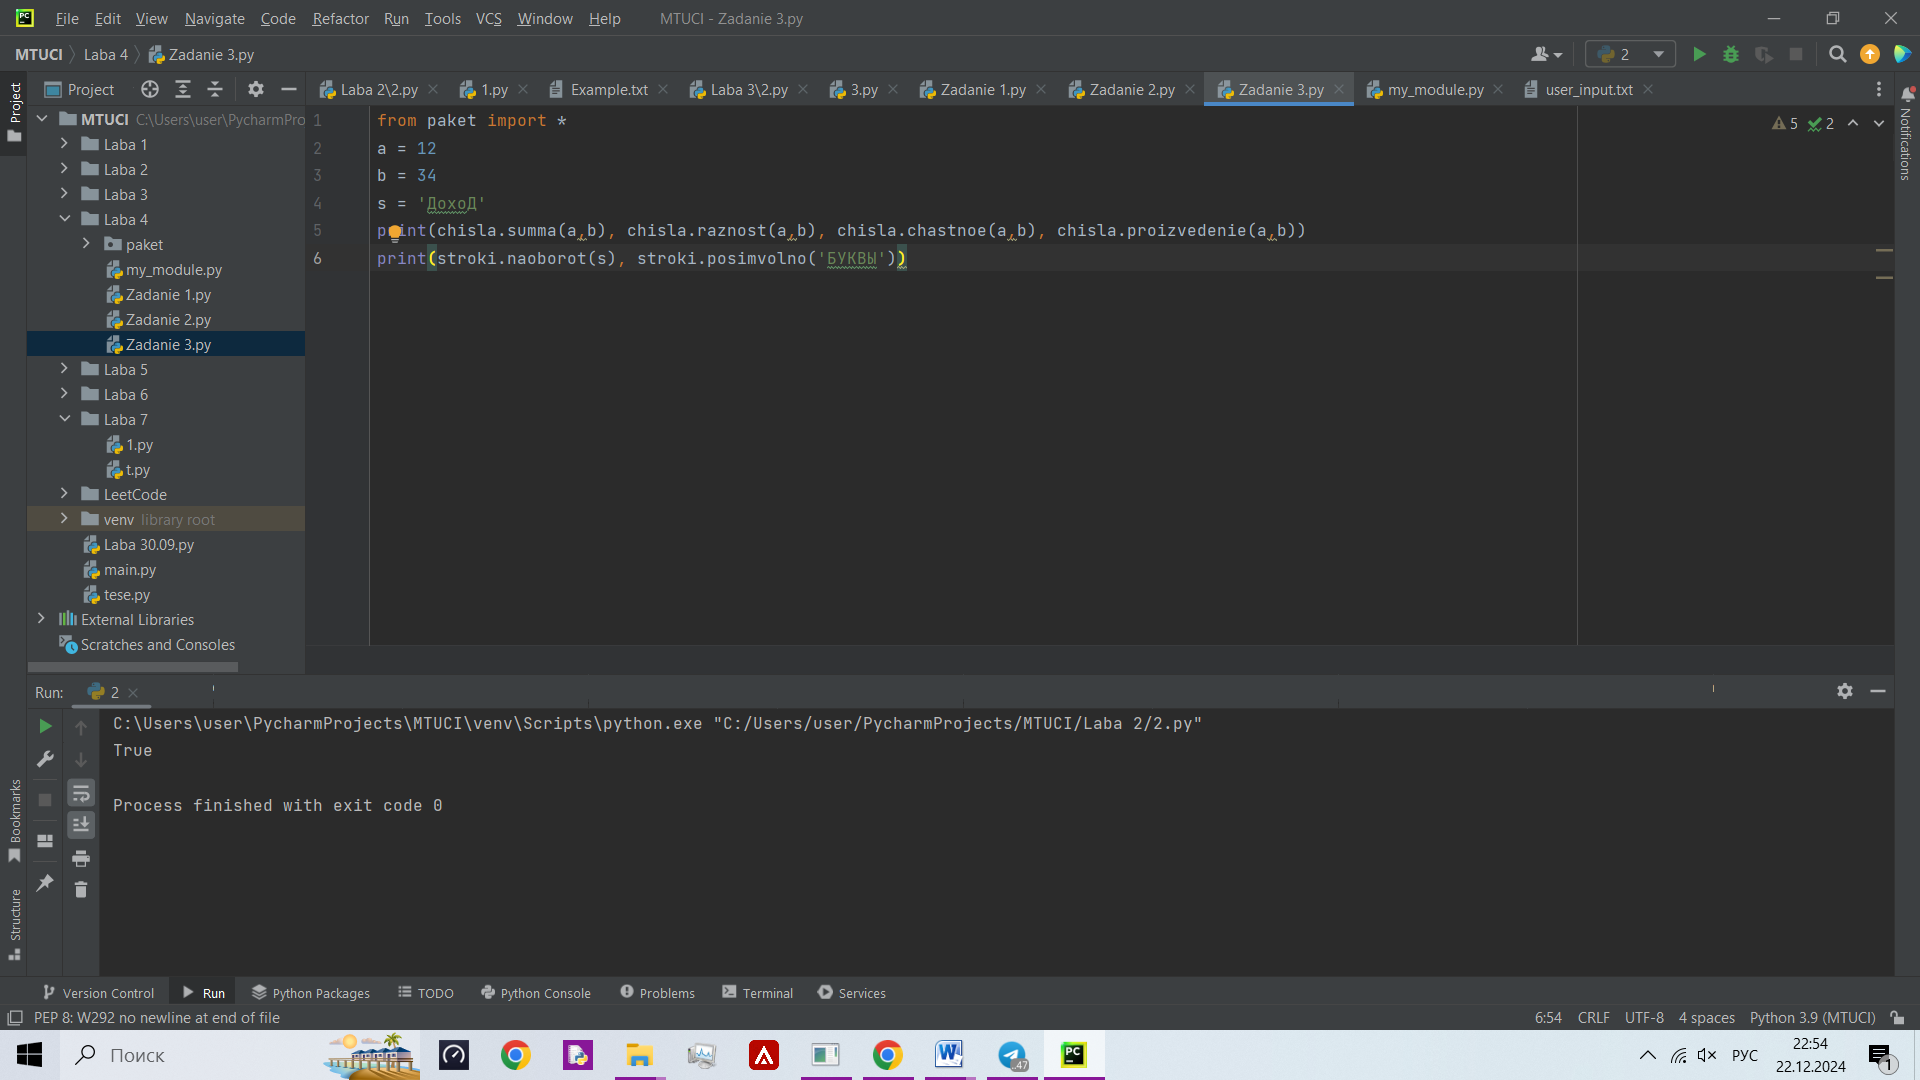 PC File Edit View Navigate Code Refactor Run Tools VCS Window Help MTUCI - Zadanie 3.py
MTUCI Laba 4 Zadanie 3.py 2
Project Laba 2\2.py 1.py Example.txt Laba 3\2.py 3.py Zadanie 1.py Zadanie 2.py Zadanie 3.py my_module.py user_input.txt
Project
Notifications
MTUCI C:\Users\user\PycharmPro
Laba 1
Laba 2
Laba 3
Laba 4
paket
my_module.py
Zadanie 1.py
Zadanie 2.py
Zadanie 3.py
Laba 5
Laba 6
Laba 7
1.py
t.py
LeetCode
venv library root
Laba 30.09.py
main.py
tese.py
External Libraries
Scratches and Consoles
5 2
1 from paket import *
2 a = 12
3 b = 34
4 s = 'ДохоД'
5 print(chisla.summa(a,b), chisla.raznost(a,b), chisla.chastnoe(a,b), chisla.proizvedenie(a,b))
6 print(stroki.naoborot(s), stroki.posimvolno('БУКВЫ'))
Run: 2
C:\Users\user\PycharmProjects\MTUCI\venv\Scripts\python.exe "C:/Users/user/PycharmProjects/MTUCI/Laba 2/2.py"
True
Process finished with exit code 0
Bookmarks
Structure
Version Control Run Python Packages TODO Python Console Problems Terminal Services
PEP 8: W292 no newline at end of file 6:54 CRLF UTF-8 4 spaces Python 3.9 (MTUCI)
Поиск W 47 PC РУС 22:54
22.12.2024 1